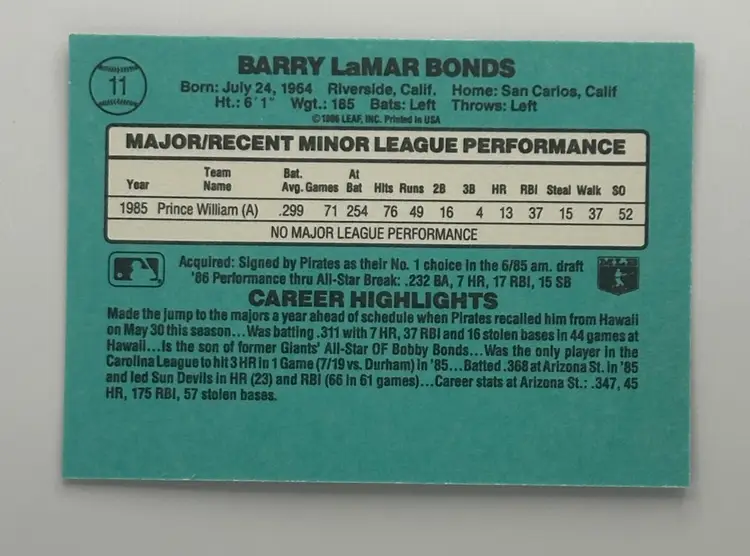 11
BARRY LaMAR BONDS
Born: July 24, 1964 Riverside, Calif. Home: San Carlos, Calif
Ht.: 6'1" Wgt.: 185 Bats: Left Throws: Left
©1986 LEAF, INC. Printed in USA
MAJOR/RECENT MINOR LEAGUE PERFORMANCE
Year Team Name Bat. Avg. Games At Bat Hits Runs 2B 3B HR RBI Steal Walk SO
1985 Prince William (A) .299 71 254 76 49 16 4 13 37 15 37 52
NO MAJOR LEAGUE PERFORMANCE
Acquired: Signed by Pirates as their No. 1 choice in the 6/85 am. draft
'86 Performance thru All-Star Break: .232 BA, 7 HR, 17 RBI, 15 SB
MLB
CAREER HIGHLIGHTS
Made the jump to the majors a year ahead of schedule when Pirates recalled him from Hawaii
on May 30 this season...Was batting .311 with 7 HR, 37 RBI and 16 stolen bases in 44 games at
Hawaii...Is the son of former Giants' All-Star OF Bobby Bonds...Was the only player in the
Carolina League to hit 3 HR in 1 Game (7/19 vs. Durham) in '85...Batted .368 at Arizona St. in '85
and led Sun Devils in HR (23) and RBI (66 in 61 games)...Career stats at Arizona St.: .347, 45
HR, 175 RBI, 57 stolen bases.